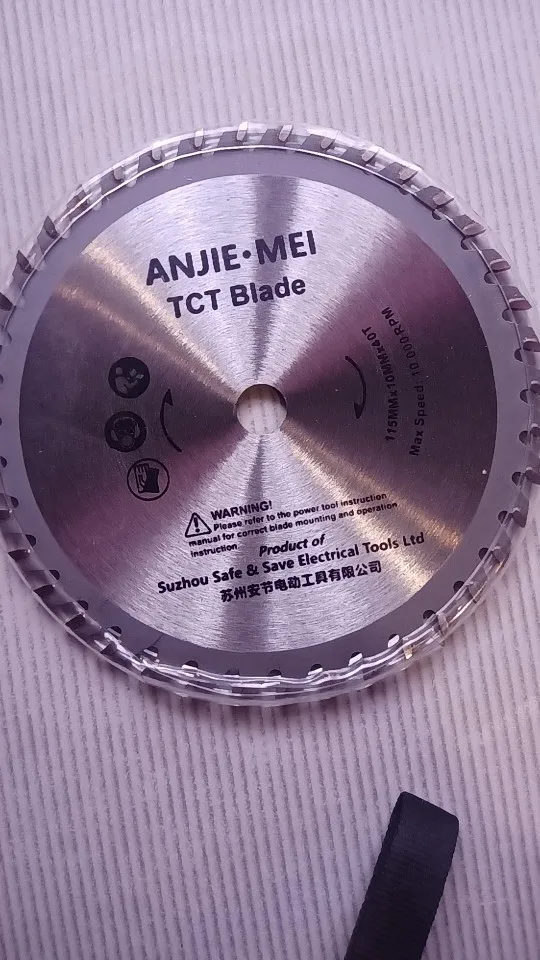 ANJIE•MEI
TCT Blade
115MMx10MMx40T
Max Speed: 10,000RPM
WARNING!
Please refer to the power tool instruction
manual for correct blade mounting and operation
instruction
Product of
Suzhou Safe & Save Electrical Tools Ltd
苏州安节电动工具有限公司